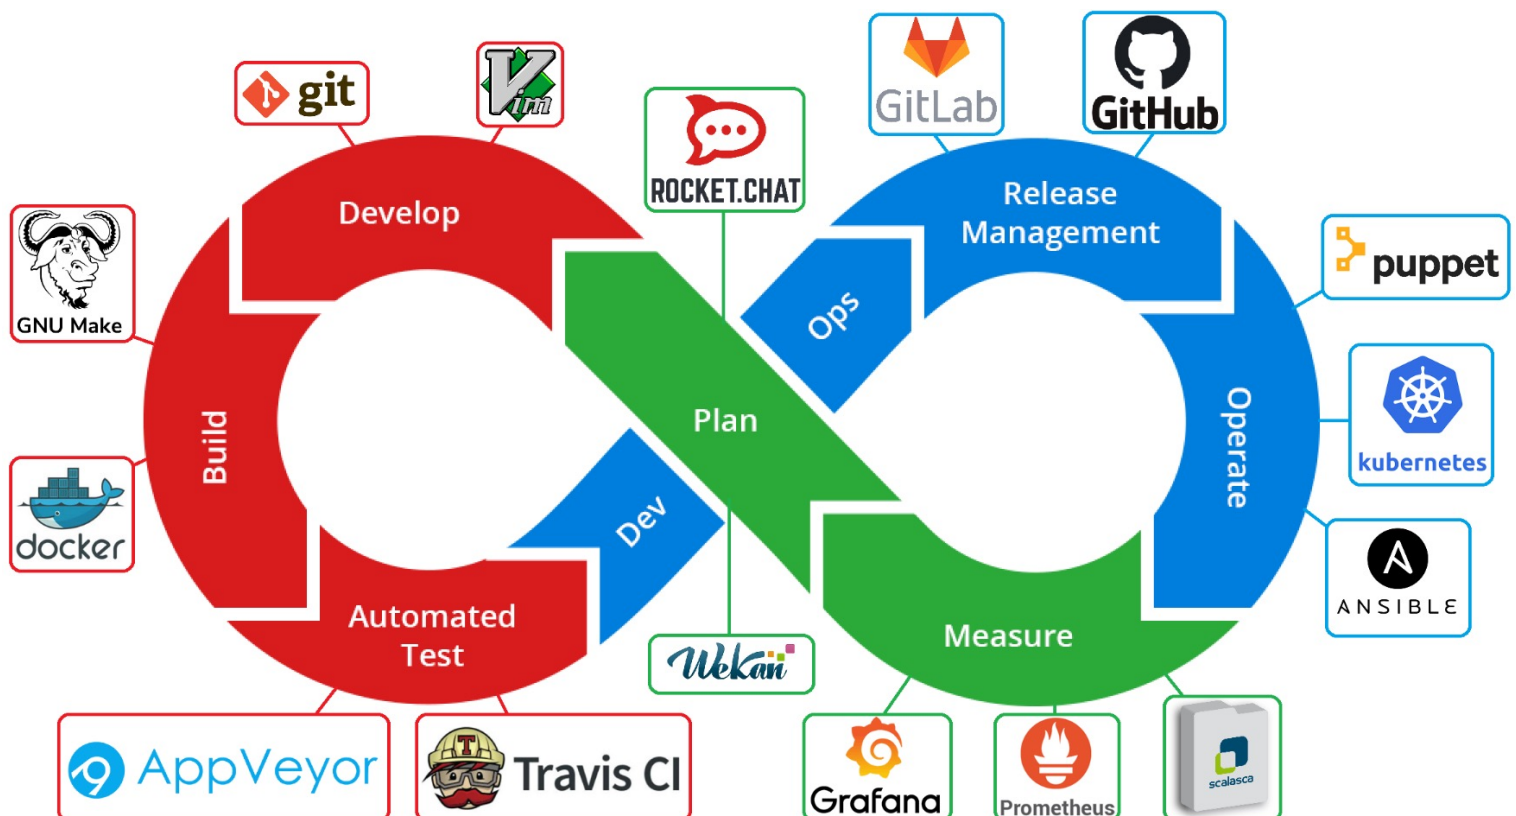 git
Vim
ROCKET.CHAT
GitLab
GitHub
Develop
Release
Management
GNU Make
puppet
Ops
Plan
Build
Operate
kubernetes
docker
Dev
ANSIBLE
Automated
Test
Measure
Wekan
AppVeyor
T
Travis CI
Grafana
Prometheus
scalasca